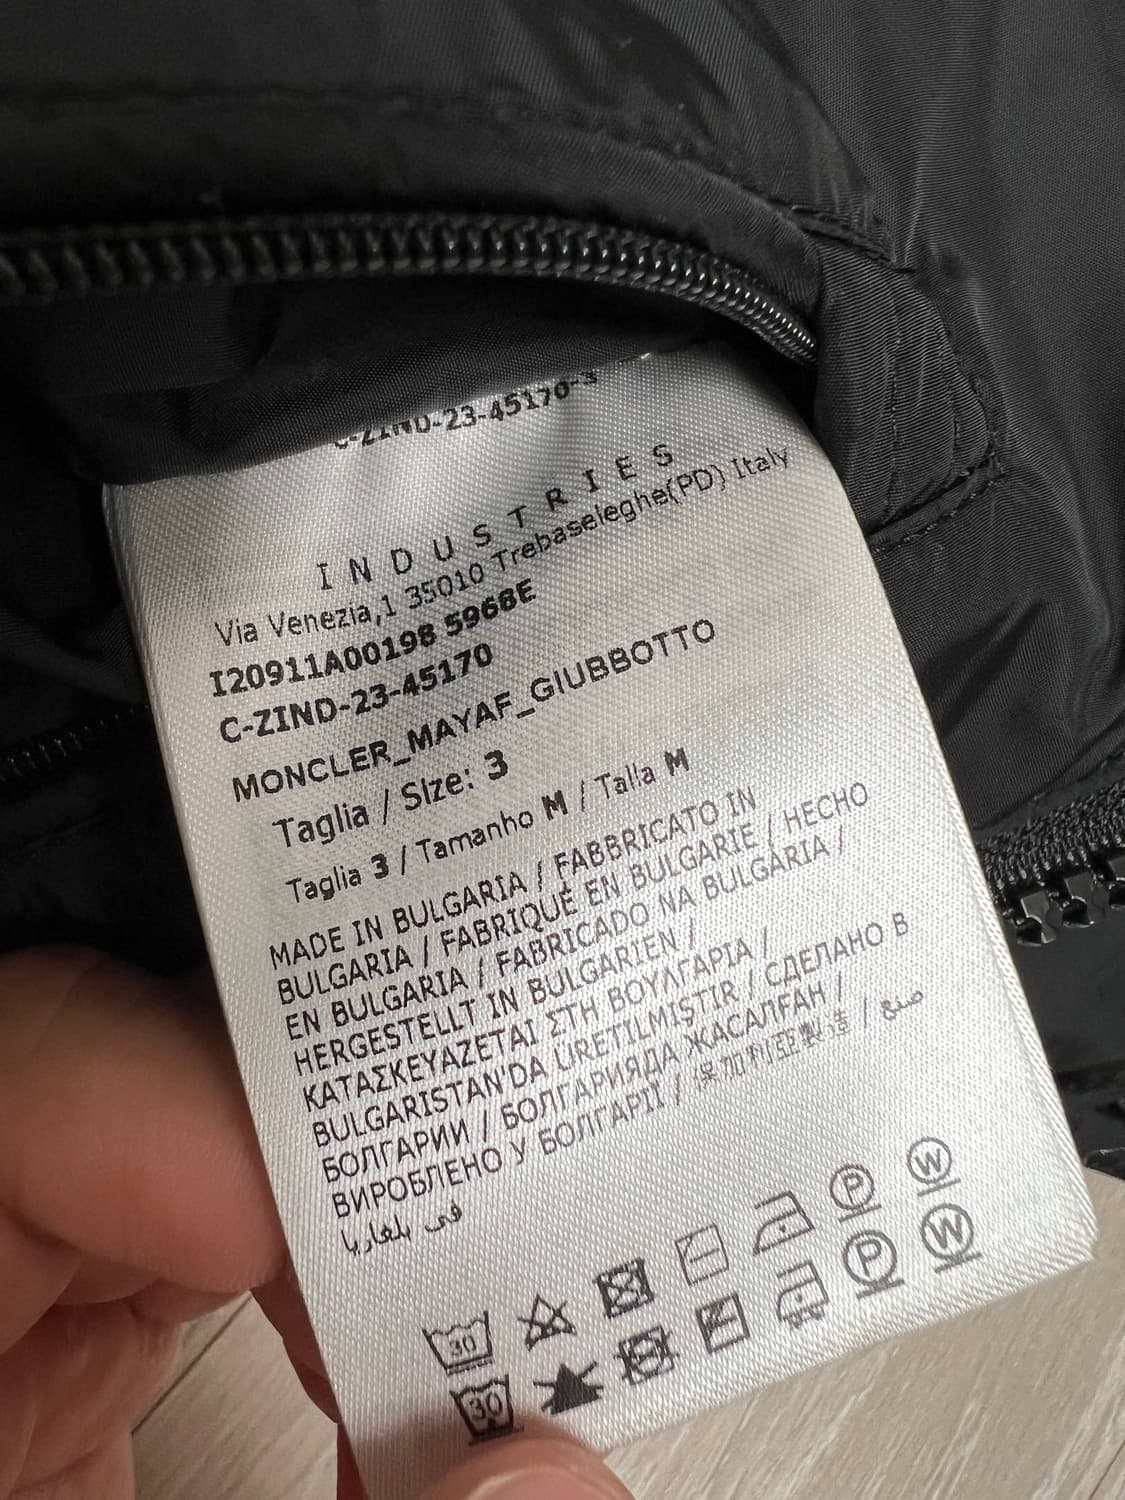 C-ZIND-23-45170-3
INDUSTRIES
Via Venezia,1 35010 Trebaseleghe(PD) Italy
I20911A00198 5968E
C-ZIND-23-45170
MONCLER_MAYAF_GIUBBOTTO
Taglia / Size: 3
Taglia 3 / Tamanho M / Talla M
MADE IN BULGARIA / FABBRICATO IN
BULGARIA / FABRIQUÉ EN BULGARIE / HECHO
EN BULGARIA / FABRICADO NA BULGÀRIA /
HERGESTELLT IN BULGARIEN /
ΚΑΤΑΣΚΕΥΑΖΕΤΑΙ ΣΤΗ ΒΟΥΛΓΑΡΙΑ /
BULGARISTAN'DA ÜRETILMIŞTIR / СДЕЛАНО В
БОЛГАРИИ / БОЛГАРИЯДА ЖАСАЛҒАН /
ВИРОБЛЕНО У БОЛГАРІЇ / 保加利亞製造 / صنع
في بلغاريا
30 P W
30 P W